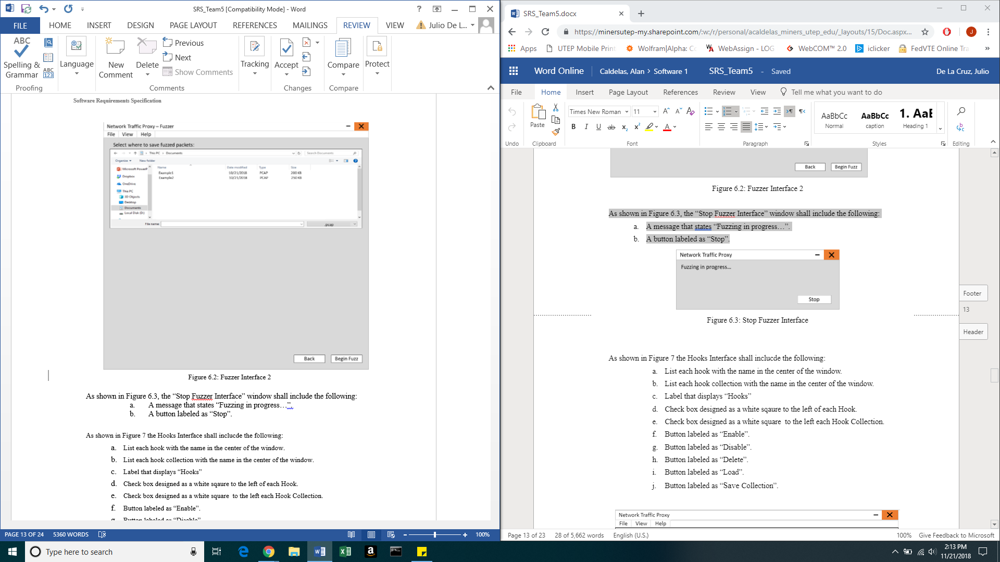 SRS_Team5 [Compatibility Mode] - Word
FILE HOME INSERT DESIGN PAGE LAYOUT REFERENCES MAILINGS REVIEW VIEW Julio De L...
ABC
Spelling &
Grammar
ABC
123
Language
New
Comment
Delete
Previous
Next
Show Comments
Tracking
Accept
Compare
Protect
Proofing Comments Changes Compare
Software Requirements Specification
Network Traffic Proxy – Fuzzer
File View Help
Select where to save fuzzed packets:
This PC Documents Search Documents
Organize New folder
Name Date modified Type Size
Microsoft PowerP
Example1 10/21/2018 PCAP 200 KB
Example2 10/21/2018 PCAP 250 KB
Dropbox
OneDrive
This PC
3D Objects
Desktop
Documents
Local Disk (D:)
File name: .pcap
Back Begin Fuzz
Figure 6.2: Fuzzer Interface 2
As shown in Figure 6.3, the “Stop Fuzzer Interface” window shall include the following:
a. A message that states “Fuzzing in progress…”.
b. A button labeled as “Stop”.
As shown in Figure 7 the Hooks Interface shall inlucde the following:
a. List each hook with the name in the center of the window.
b. List each hook collection with the name in the center of the window.
c. Label that displays “Hooks”
d. Check box designed as a white sqaure to the left of each Hook.
e. Check box designed as a white square  to the left each Hook Collection.
f. Button labeled as “Enable”.
g. Button labeled as “Disable”.
PAGE 13 OF 24 5360 WORDS 100%
SRS_Team5.docx
https://minersutep-my.sharepoint.com/:w:/r/personal/acaldelas_miners_utep_edu/_layouts/15/Doc.aspx...
J
Apps UTEP Mobile Print Wolfram|Alpha: Co WebAssign - LOG WebCOM™ 2.0 iclicker FedVTE Online Tra
Word Online Caldelas, Alan > Software 1 SRS_Team5 - Saved De La Cruz, Julio
File Home Insert Page Layout References Review View Tell me what you want to do
Paste
Times New Roman 11
B I U ab x₂ x² A
AaBbCc AaBbCc 1. AaB
Normal caption Heading 1
Undo Clipboard Font Paragraph Styles Editing
Back Begin Fuzz
Figure 6.2: Fuzzer Interface 2
As shown in Figure 6.3, the “Stop Fuzzer Interface” window shall include the following:
a. A message that states “Fuzzing in progress…”.
b. A button labeled as “Stop”.
Network Traffic Proxy
Fuzzing in progress...
Stop
Footer
13
Figure 6.3: Stop Fuzzer Interface
Header
As shown in Figure 7 the Hooks Interface shall inlucde the following:
a. List each hook with the name in the center of the window.
b. List each hook collection with the name in the center of the window.
c. Label that displays “Hooks”
d. Check box designed as a white sqaure to the left of each Hook.
e. Check box designed as a white square  to the left each Hook Collection.
f. Button labeled as “Enable”.
g. Button labeled as “Disable”.
h. Button labeled as “Delete”.
i. Button labeled as “Load”.
j. Button labeled as “Save Collection”.
Network Traffic Proxy
File View Help
Page 13 of 23 28 of 5,662 words English (U.S.) 100% Give Feedback to Microsoft
Type here to search
2:13 PM
11/21/2018